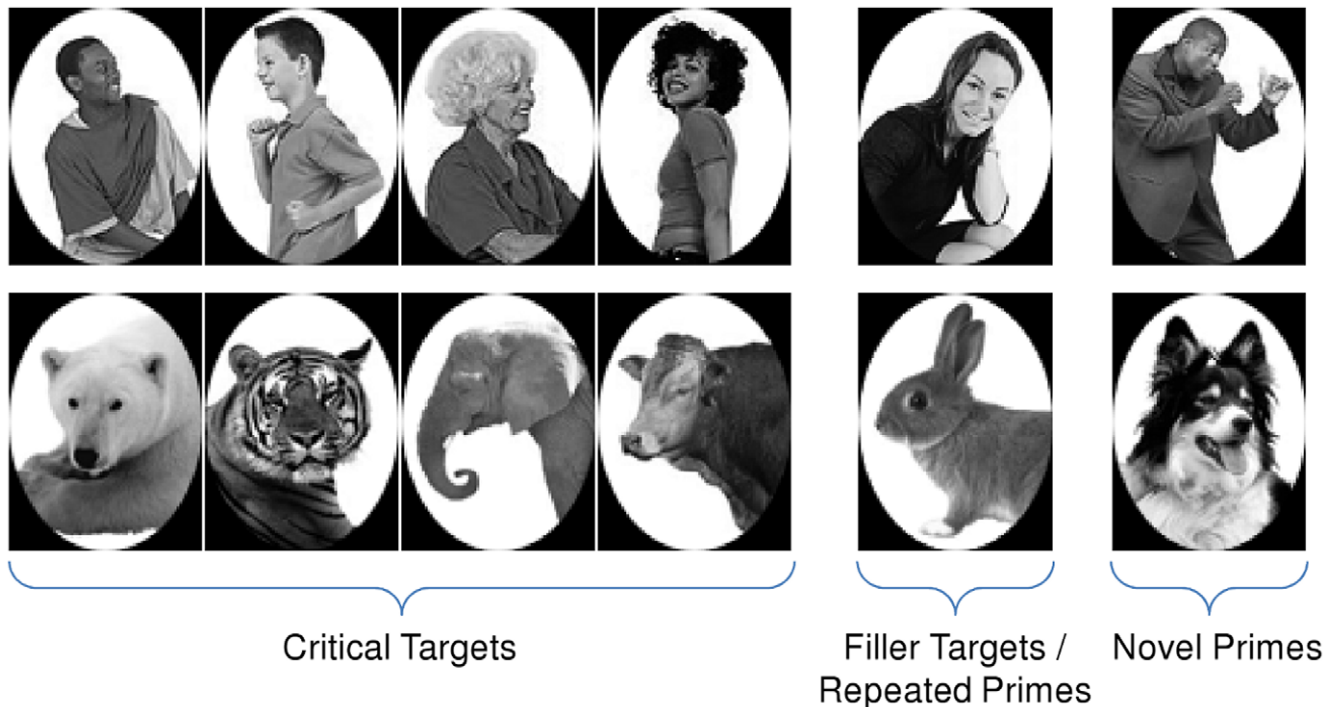 Critical Targets
Filler Targets /
Repeated Primes
Novel Primes